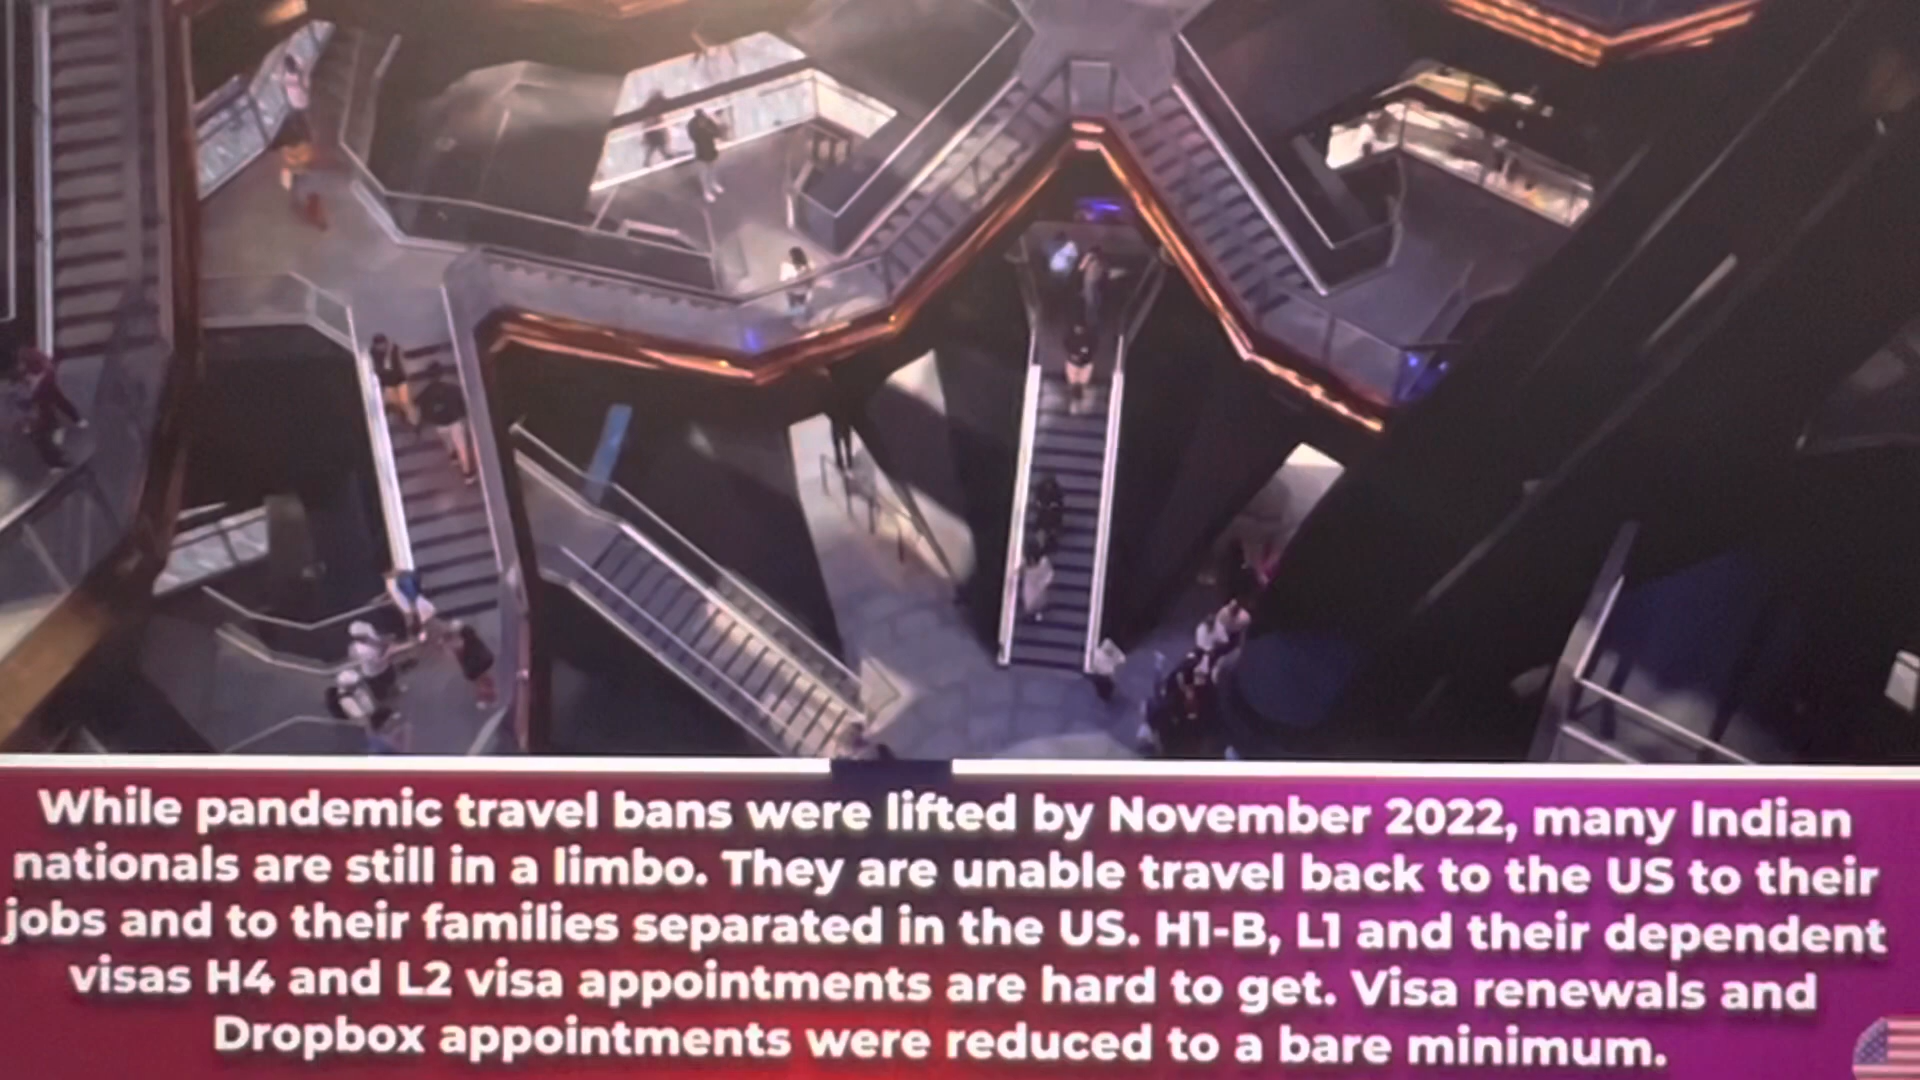 While pandemic travel bans were lifted by November 2022, many Indian
nationals are still in a limbo. They are unable travel back to the US to their
jobs and to their families separated in the US. H1-B, L1 and their dependent
visas H4 and L2 visa appointments are hard to get. Visa renewals and
Dropbox appointments were reduced to a bare minimum.